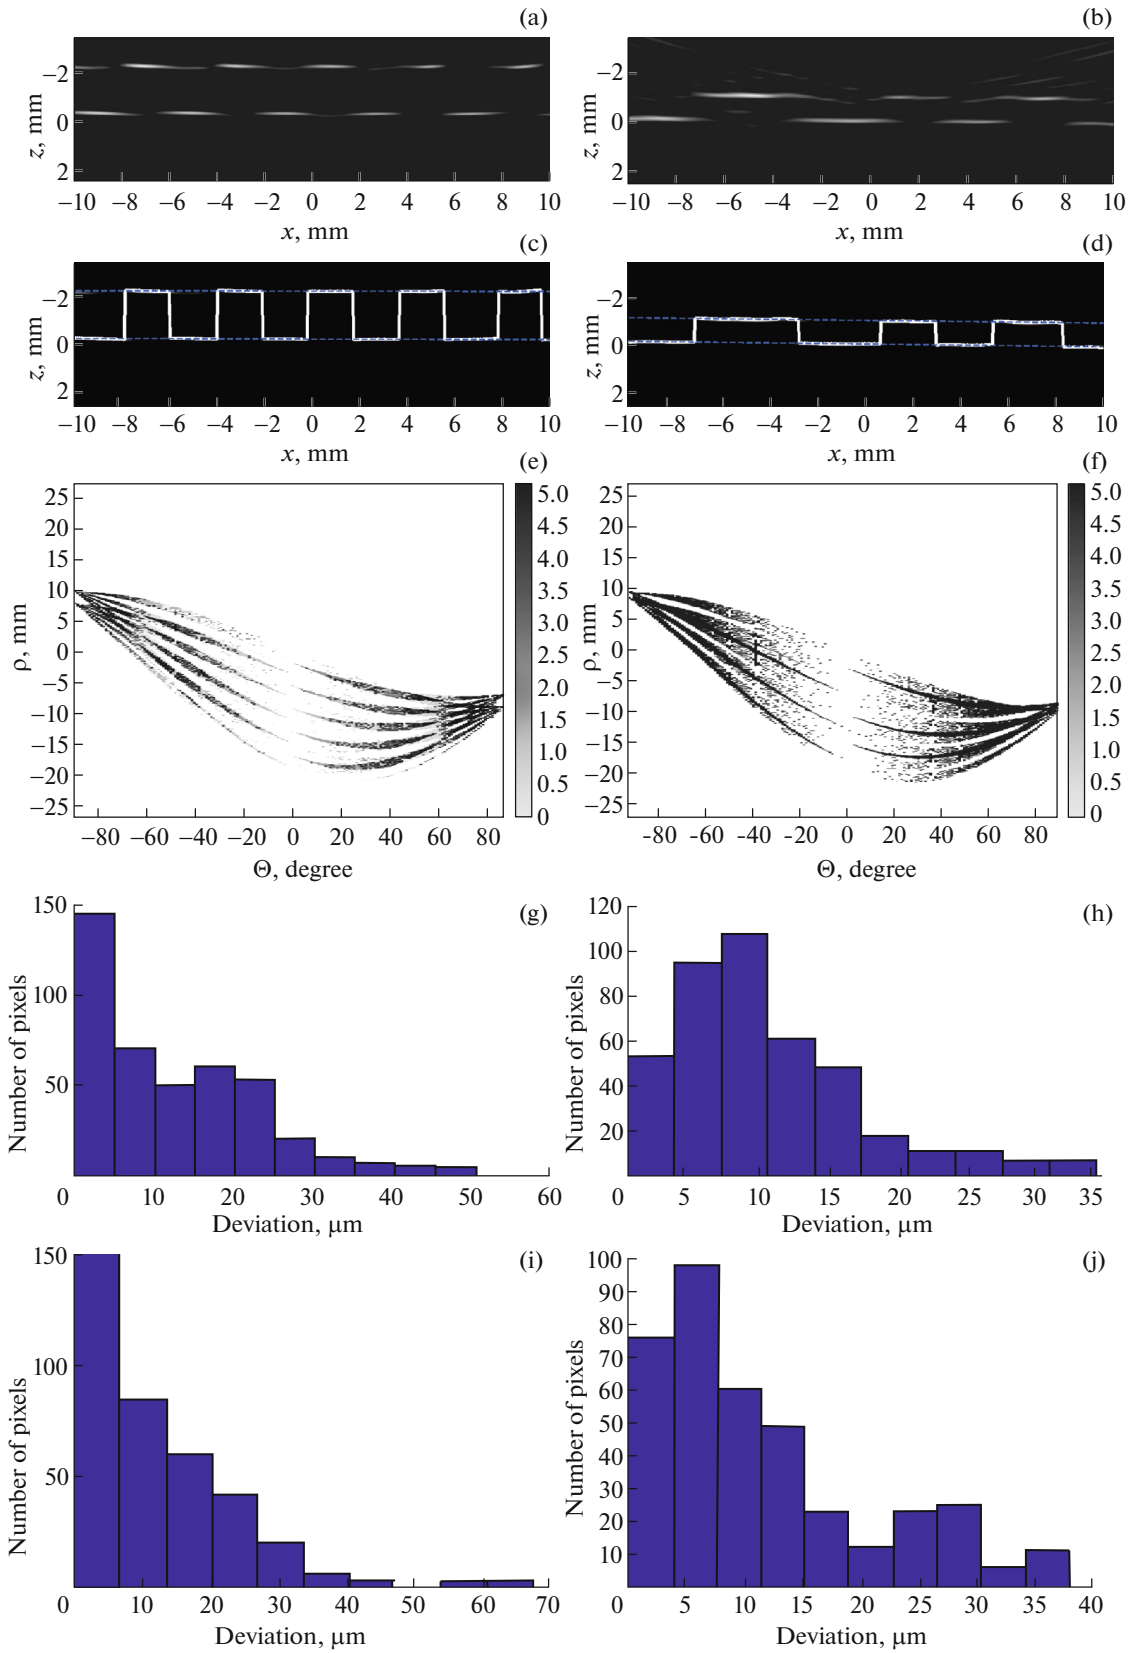 (a)
(b)
z, mm
−2
0
2
−10 −8 −6 −4 −2 0 2 4 6 8 10
x, mm
z, mm
−2
0
2
−10 −8 −6 −4 −2 0 2 4 6 8 10
x, mm
(c)
(d)
z, mm
−2
0
2
−10 −8 −6 −4 −2 0 2 4 6 8 10
x, mm
z, mm
−2
0
2
−10 −8 −6 −4 −2 0 2 4 6 8 10
x, mm
(e)
(f)
ρ, mm
25
20
15
10
5
0
−5
−10
−15
−20
−25
−80 −60 −40 −20 0 20 40 60 80
Θ, degree
5.0
4.5
4.0
3.5
3.0
2.5
2.0
1.5
1.0
0.5
0
ρ, mm
25
20
15
10
5
0
−5
−10
−15
−20
−25
−80 −60 −40 -20 0 20 40 60 80
Θ, degree
5.0
4.5
4.0
3.5
3.0
2.5
2.0
1.5
1.0
0.5
0
(g)
(h)
Number of pixels
150
100
50
0 10 20 30 40 50 60
Deviation, μm
Number of pixels
120
100
80
60
40
20
0 5 10 15 20 25 30 35
Deviation, μm
(i)
(j)
Number of pixels
150
100
50
0 10 20 30 40 50 60 70
Deviation, μm
Number of pixels
100
90
80
70
60
50
40
30
20
10
0 5 10 15 20 25 30 35 40
Deviation, μm